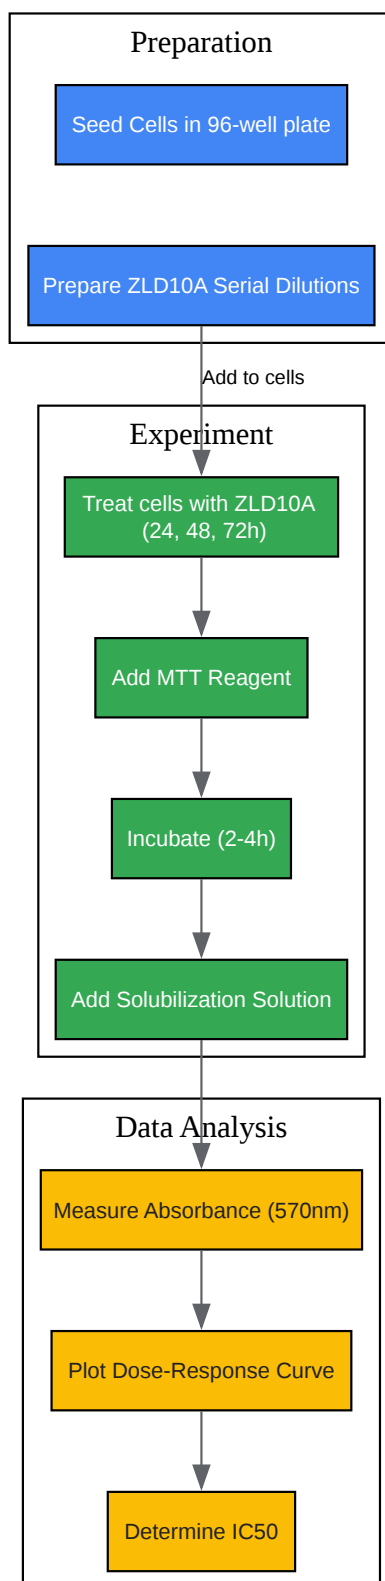 Preparation
Seed Cells in 96-well plate
Prepare ZLD10A Serial Dilutions
Add to cells
Experiment
Treat cells with ZLD10A
(24, 48, 72h)
Add MTT Reagent
Incubate (2-4h)
Add Solubilization Solution
Data Analysis
Measure Absorbance (570nm)
Plot Dose-Response Curve
Determine IC50